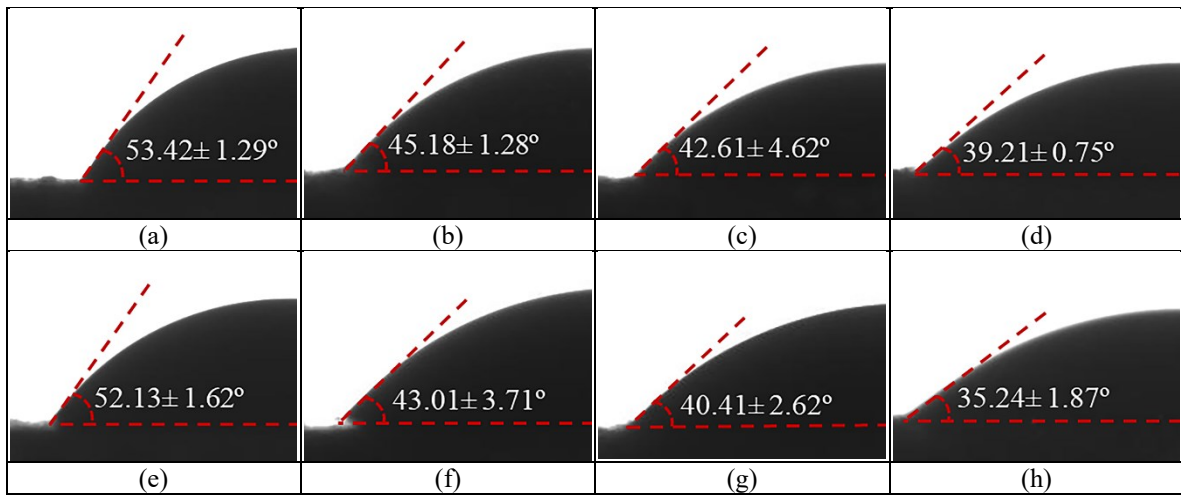 53.42± 1.29º
45.18± 1.28º
42.61± 4.62º
39.21± 0.75º
(a)
(b)
(c)
(d)
52.13± 1.62º
43.01± 3.71º
40.41± 2.62º
35.24± 1.87º
(e)
(f)
(g)
(h)